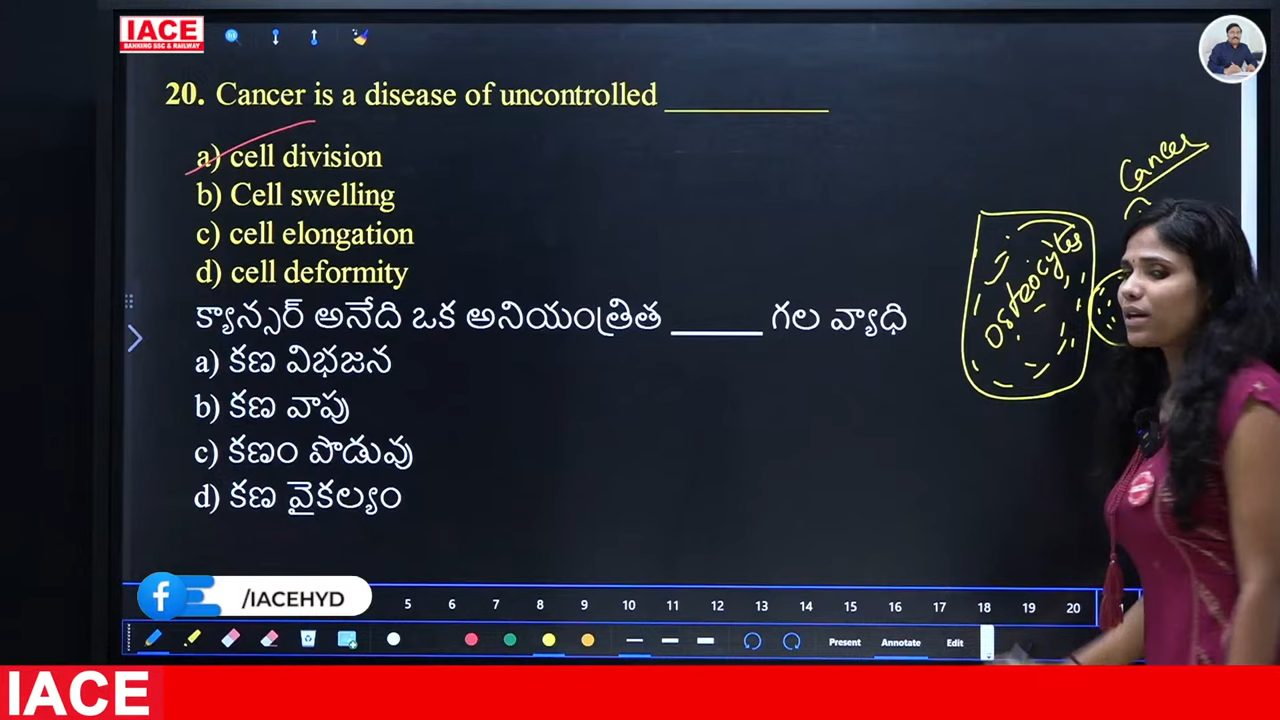 IACE
BANKING SSC & RAILWAY
20. Cancer is a disease of uncontrolled __________
a) cell division
b) Cell swelling
c) cell elongation
d) cell deformity
క్యాన్సర్ అనేది ఒక అనియంత్రిత _____ గల వ్యాధి
a) కణ విభజన
b) కణ వాపు
c) కణం పొడువు
d) కణ వైకల్యం
Cancer
osteocytes
/IACEHYD
5 6 7 8 9 10 11 12 13 14 15 16 17 18 19 20
Present Annotate Edit
IACE